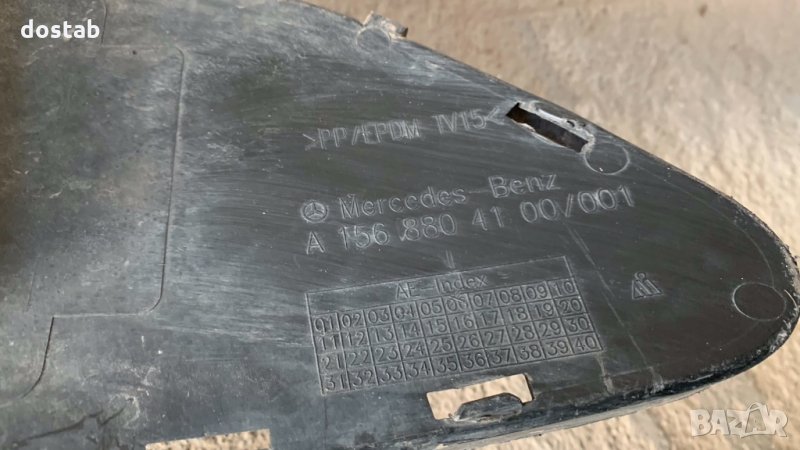 dostab
>PP/EPDM TV15<
Mercedes-Benz
A 156 880 41 00/001
AE-Index
01 02 03 04 05 06 07 08 09 10
11 12 13 14 15 16 17 18 19 20
21 22 23 24 25 26 27 28 29 30
31 32 33 34 35 36 37 38 39 40
BAZAR